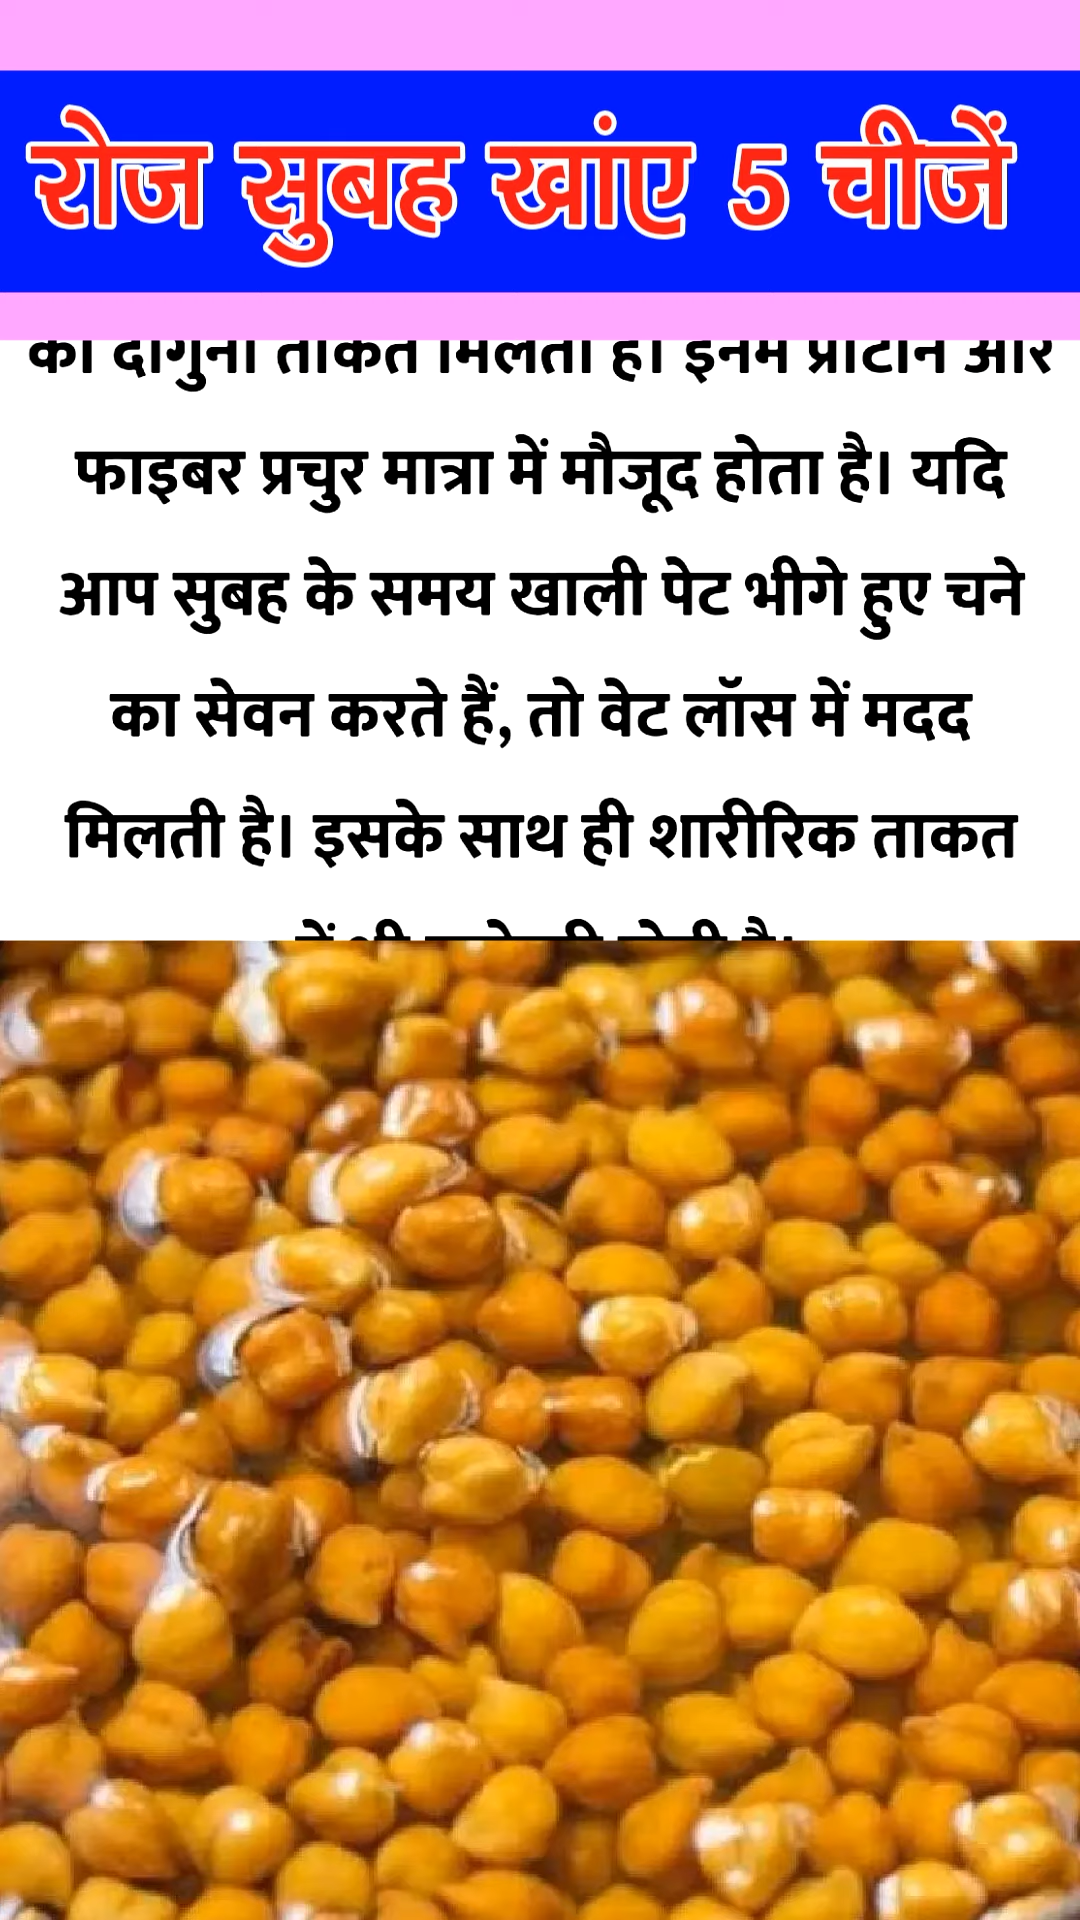 रोज सुबह खांए 5 चीजें
को दोगुनी ताकत मिलती है। इनमें प्रोटीन और
फाइबर प्रचुर मात्रा में मौजूद होता है। यदि
आप सुबह के समय खाली पेट भीगे हुए चने
का सेवन करते हैं, तो वेट लॉस में मदद
मिलती है। इसके साथ ही शारीरिक ताकत